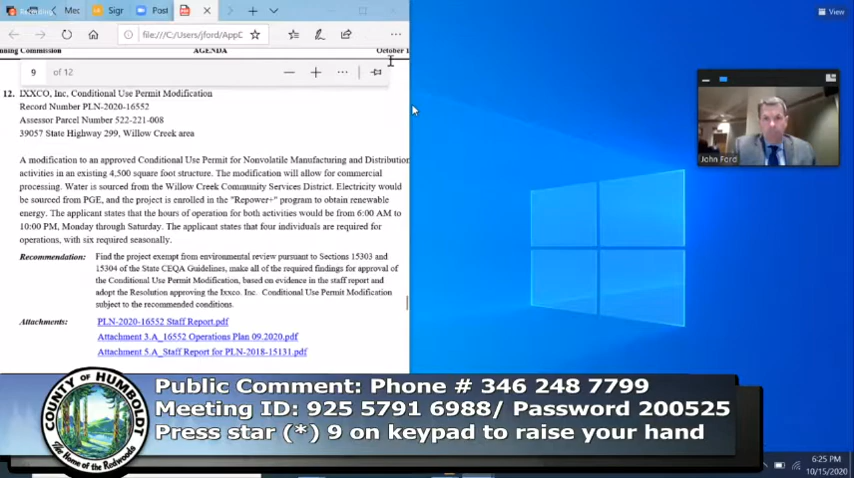 Recording
Mec
Sign
Post
file:///C:/Users/jford/AppD
View
nning Commission
AGENDA
October 1
9 of 12
12. IXXCO, Inc. Conditional Use Permit Modification
Record Number PLN-2020-16552
Assessor Parcel Number 522-221-008
39057 State Highway 299, Willow Creek area
A modification to an approved Conditional Use Permit for Nonvolatile Manufacturing and Distribution
activities in an existing 4,500 square foot structure. The modification will allow for commercial
processing. Water is sourced from the Willow Creek Community Services District. Electricity would
be sourced from PGE, and the project is enrolled in the "Repower+" program to obtain renewable
energy. The applicant states that the hours of operation for both activities would be from 6:00 AM to
10:00 PM, Monday through Saturday. The applicant states that four individuals are required for
operations, with six required seasonally.
Recommendation: Find the project exempt from environmental review pursuant to Sections 15303 and
15304 of the State CEQA Guidelines, make all of the required findings for approval of
the Conditional Use Permit Modification, based on evidence in the staff report and
adopt the Resolution approving the Ixxco. Inc. Conditional Use Permit Modification
subject to the recommended conditions.
Attachments: PLN-2020-16552 Staff Report.pdf
Attachment 3.A_16552 Operations Plan 09.2020.pdf
Attachment 5.A_Staff Report for PLN-2018-15131.pdf
John Ford
COUNTY OF HUMBOLDT
The Home of the Redwoods
Public Comment: Phone # 346 248 7799
Meeting ID: 925 5791 6988/ Password 200525
Press star (*) 9 on keypad to raise your hand
6:25 PM
10/15/2020